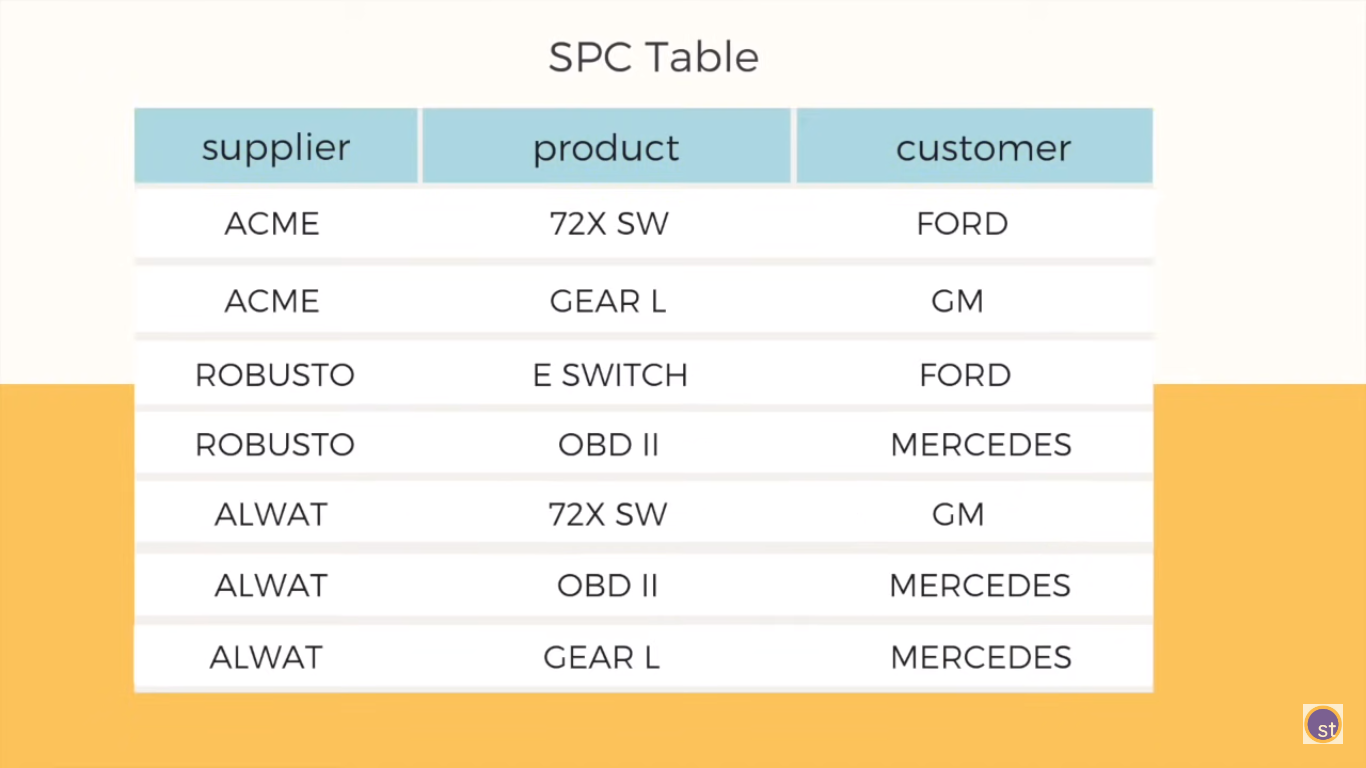 SPC Table
supplier product customer
ACME 72X SW FORD
ACME GEAR L GM
ROBUSTO E SWITCH FORD
ROBUSTO OBD II MERCEDES
ALWAT 72X SW GM
ALWAT OBD II MERCEDES
ALWAT GEAR L MERCEDES
st